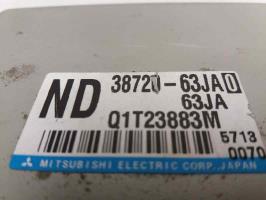 ND 38720-63JA0
63JA
Q1T23883M
5713
0070
MITSUBISHI ELECTRIC CORP. JAPAN